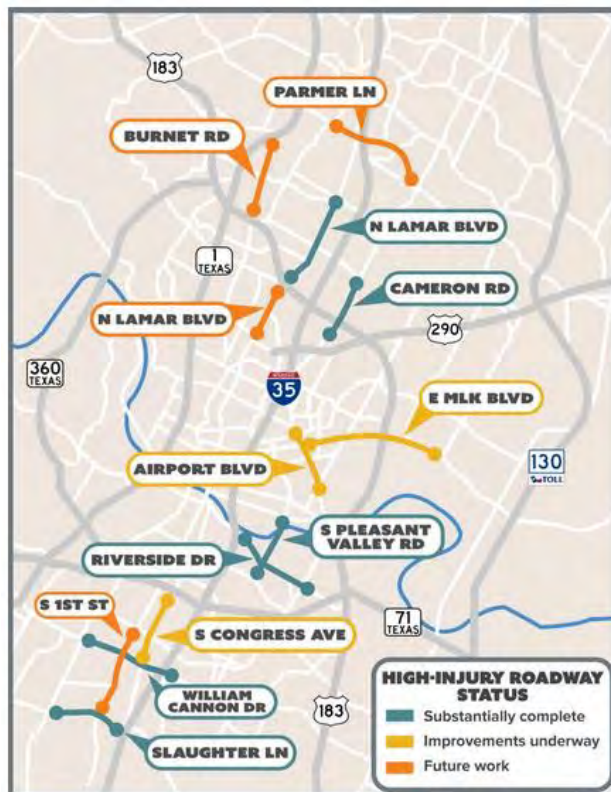 183
PARMER LN
BURNET RD
N LAMAR BLVD
1
TEXAS
CAMERON RD
N LAMAR BLVD
290
360
TEXAS
INTERSTATE
35
E MLK BLVD
AIRPORT BLVD
130
TOLL
S PLEASANT
VALLEY RD
RIVERSIDE DR
S 1ST ST
71
TEXAS
S CONGRESS AVE
WILLIAM
CANNON DR
183
SLAUGHTER LN
HIGH-INJURY ROADWAY
STATUS
Substantially complete
Improvements underway
Future work